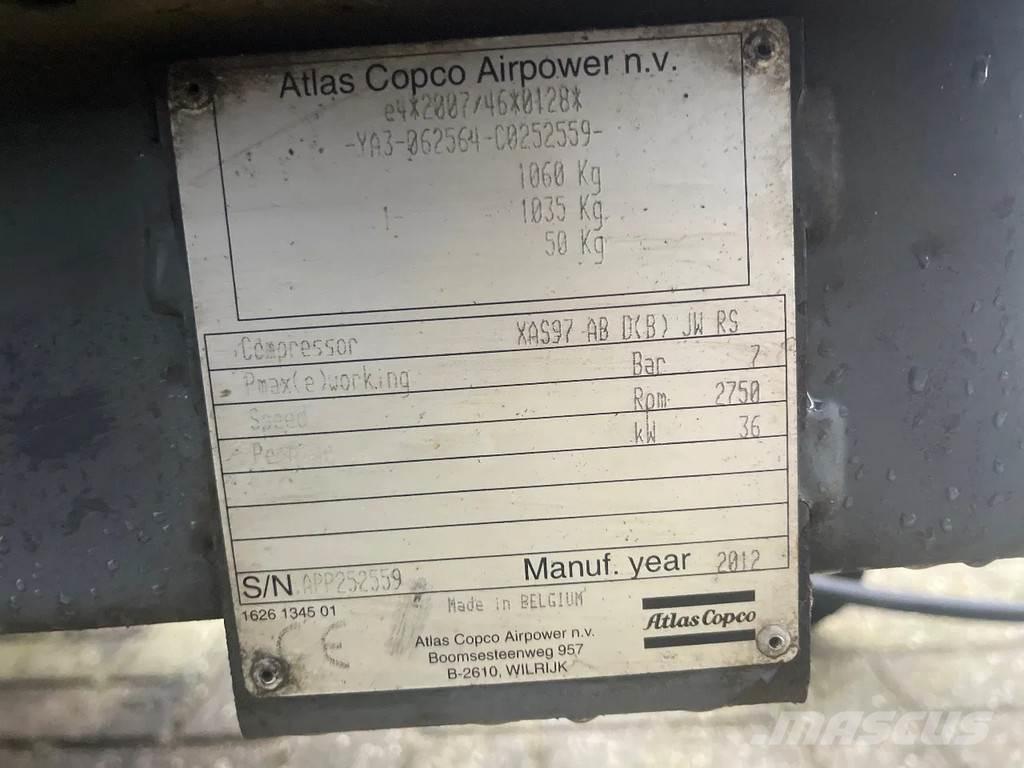 Atlas Copco Airpower n.v.
e4*2007/46*0128*
-YA3-062564-C0252559-
1060 Kg
1- 1035 Kg
50 Kg
Compressor XAS97 AB D(B) JW RS
Pmax(e)working Bar 7
Speed Rpm 2750
kW 36
S/N APP252559 Manuf. year 2012
1626 1345 01 Made in BELGIUM
CE
Atlas Copco Airpower n.v.
Boomsesteenweg 957
B-2610, WILRIJK
Atlas Copco
MASCUS